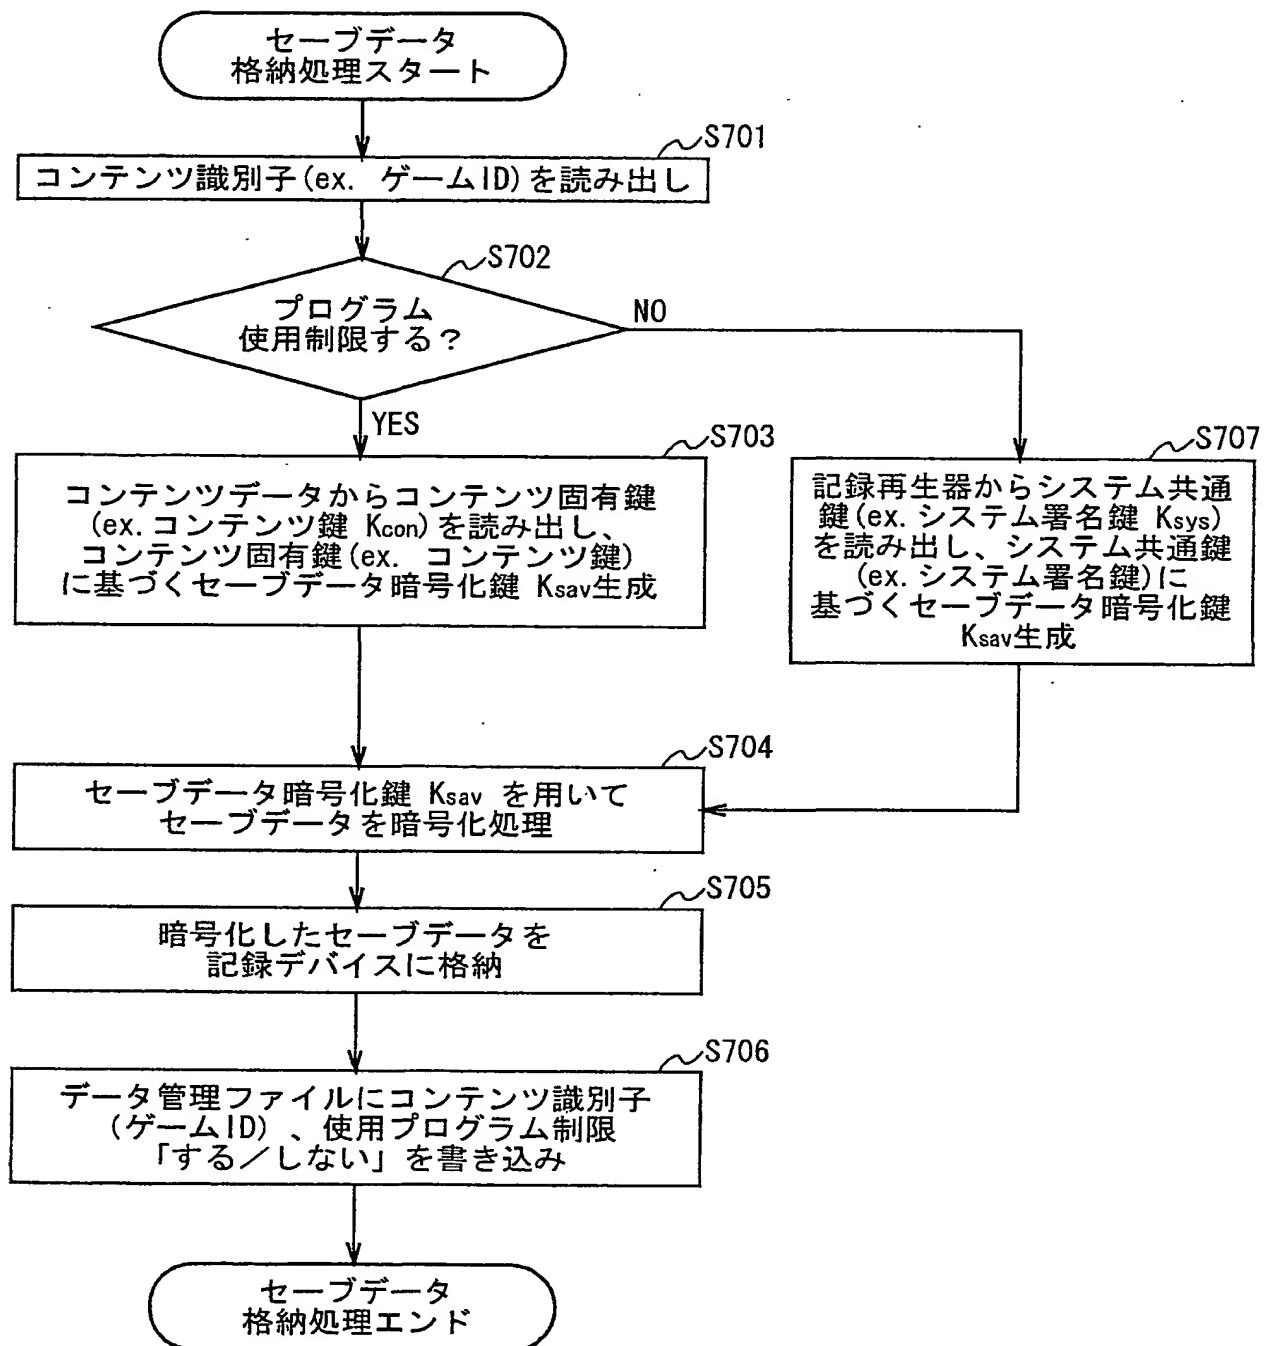 セーブデータ
格納処理スタート
S701
コンテンツ識別子(ex. ゲームID)を読み出し
S702
プログラム
使用制限する?
NO
YES
S703
コンテンツデータからコンテンツ固有鍵
(ex.コンテンツ鍵 Kcon)を読み出し、
コンテンツ固有鍵(ex. コンテンツ鍵)
に基づくセーブデータ暗号化鍵 Ksav生成
S707
記録再生器からシステム共通
鍵(ex.システム署名鍵 Ksys)
を読み出し、システム共通鍵
(ex.システム署名鍵)に
基づくセーブデータ暗号化鍵
Ksav生成
S704
セーブデータ暗号化鍵 Ksav を用いて
セーブデータを暗号化処理
S705
暗号化したセーブデータを
記録デバイスに格納
S706
データ管理ファイルにコンテンツ識別子
(ゲームID)、使用プログラム制限
「する/しない」を書き込み
セーブデータ
格納処理エンド